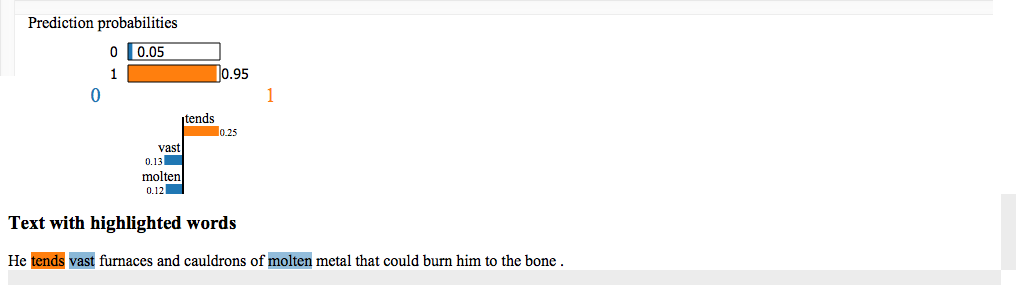 Prediction probabilities
0 0.05
1 0.95
0 1
tends
0.25
vast
0.13
molten
0.12
Text with highlighted words
He tends vast furnaces and cauldrons of molten metal that could burn him to the bone .